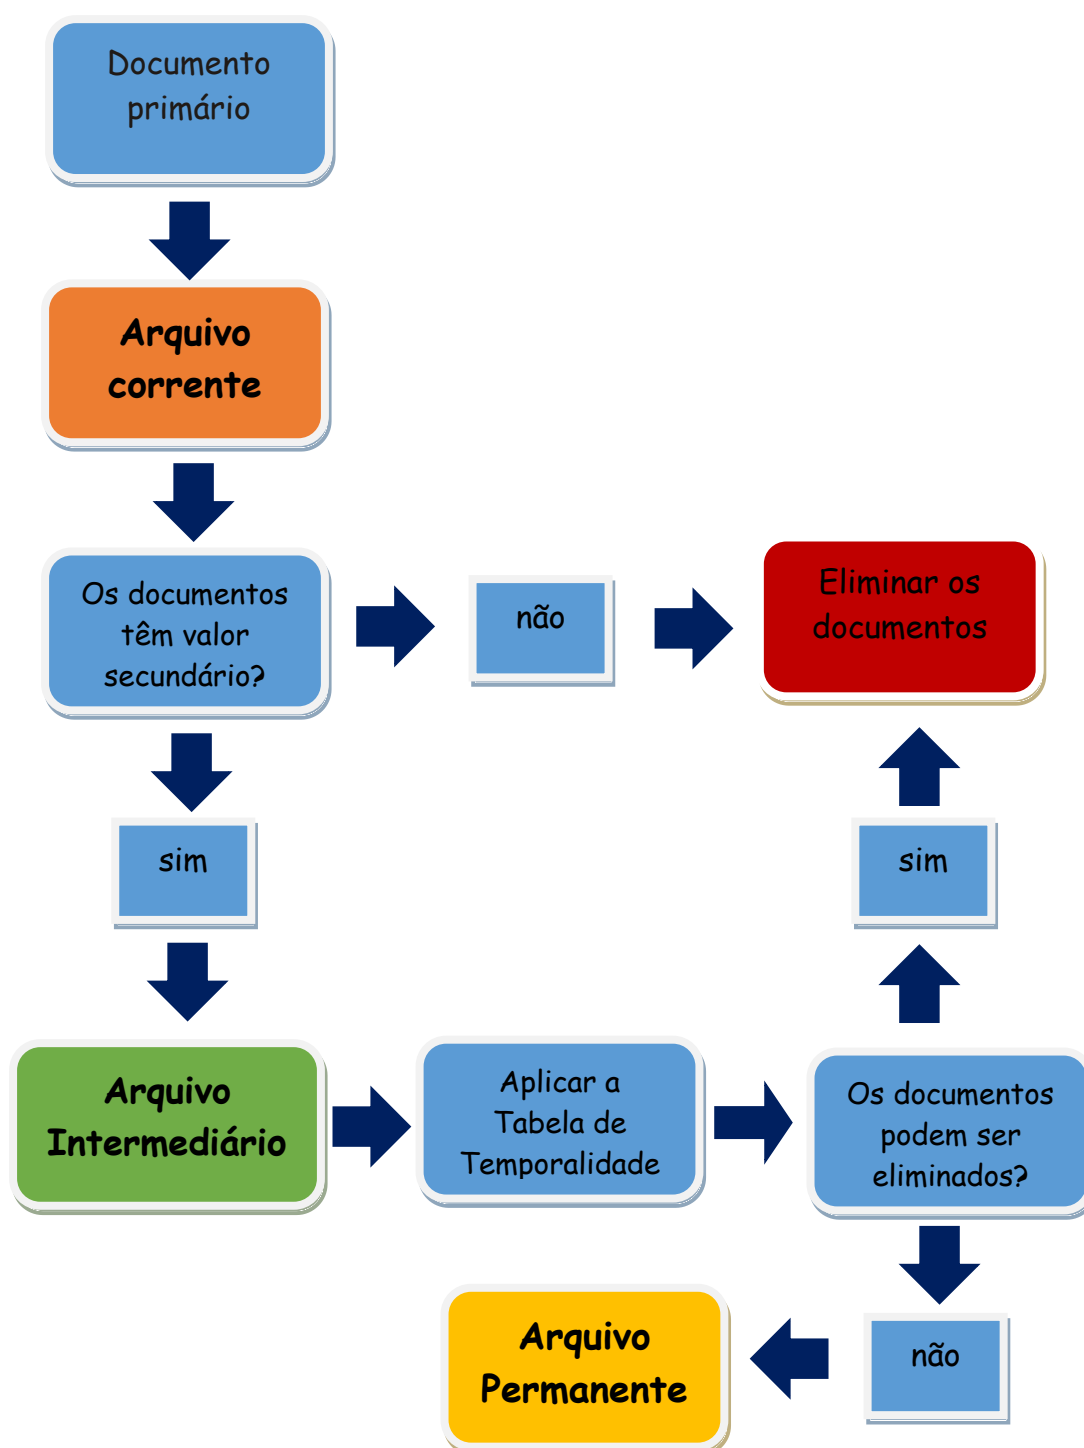 Documento
primário
Arquivo
corrente
Os documentos
têm valor
secundário?
não
Eliminar os
documentos
sim
sim
Arquivo
Intermediário
Aplicar a
Tabela de
Temporalidade
Os documentos
podem ser
eliminados?
não
Arquivo
Permanente